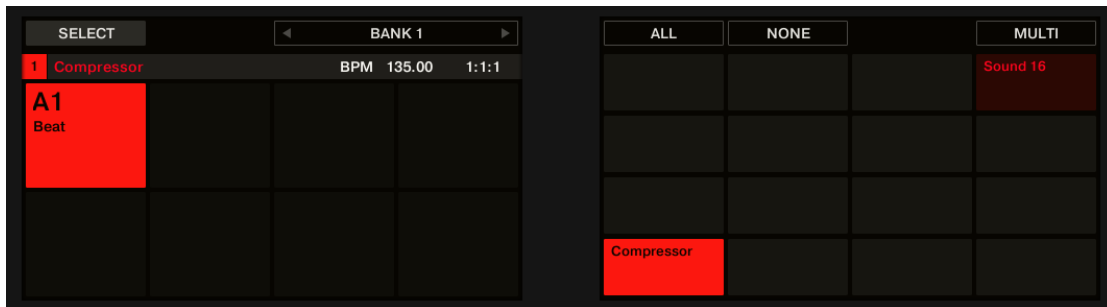 SELECT
BANK 1
1 Compressor BPM 135.00 1:1:1
A1
Beat
ALL NONE MULTI
Sound 16
Compressor